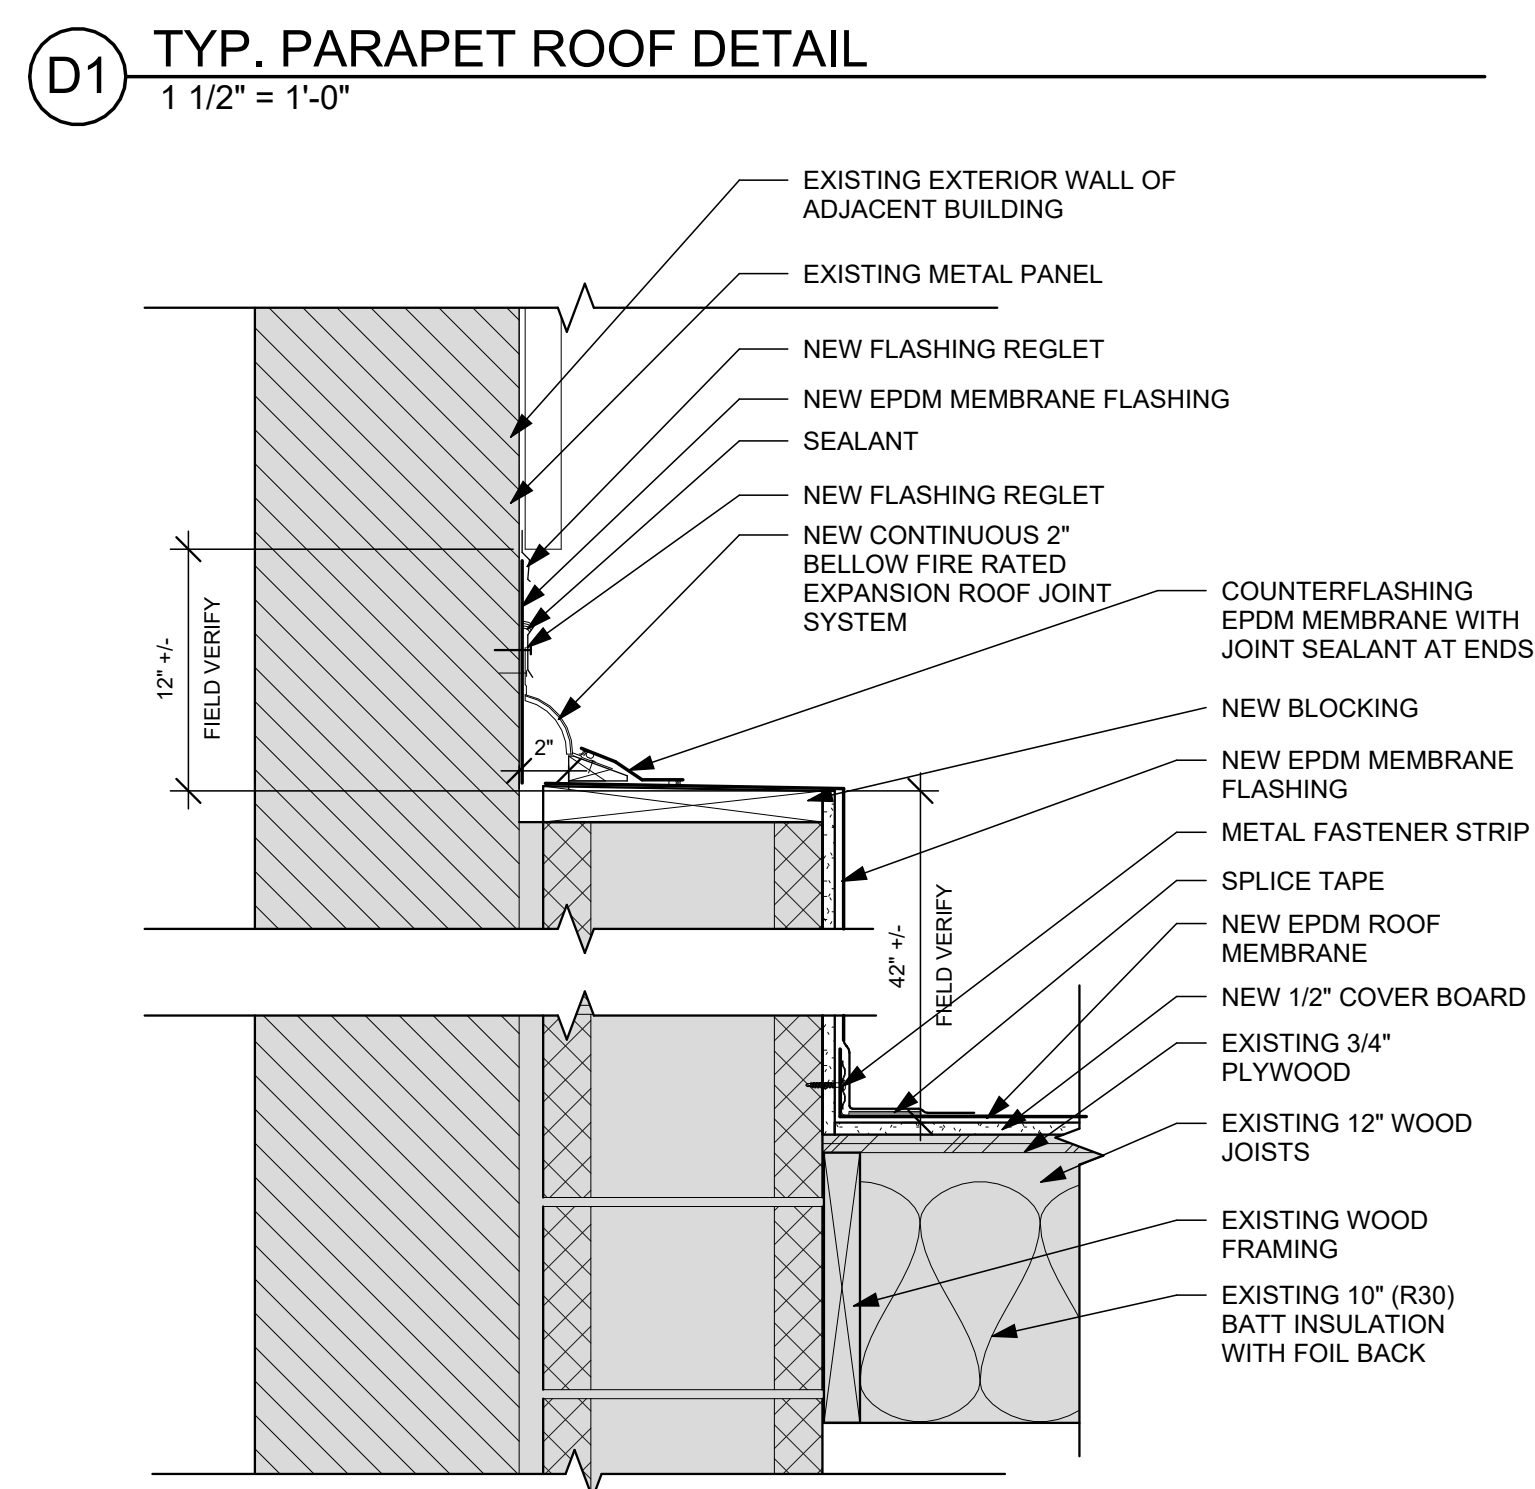 D1
TYP. PARAPET ROOF DETAIL
1 1/2" = 1'-0"
EXISTING EXTERIOR WALL OF
ADJACENT BUILDING
EXISTING METAL PANEL
NEW FLASHING REGLET
NEW EPDM MEMBRANE FLASHING
SEALANT
NEW FLASHING REGLET
NEW CONTINUOUS 2"
BELLOW FIRE RATED
EXPANSION ROOF JOINT
SYSTEM
COUNTERFLASHING
EPDM MEMBRANE WITH
JOINT SEALANT AT ENDS
NEW BLOCKING
NEW EPDM MEMBRANE
FLASHING
METAL FASTENER STRIP
SPLICE TAPE
NEW EPDM ROOF
MEMBRANE
NEW 1/2" COVER BOARD
EXISTING 3/4"
PLYWOOD
EXISTING 12" WOOD
JOISTS
EXISTING WOOD
FRAMING
EXISTING 10" (R30)
BATT INSULATION
WITH FOIL BACK
12" +/-
FIELD VERIFY
2"
42" +/-
FIELD VERIFY